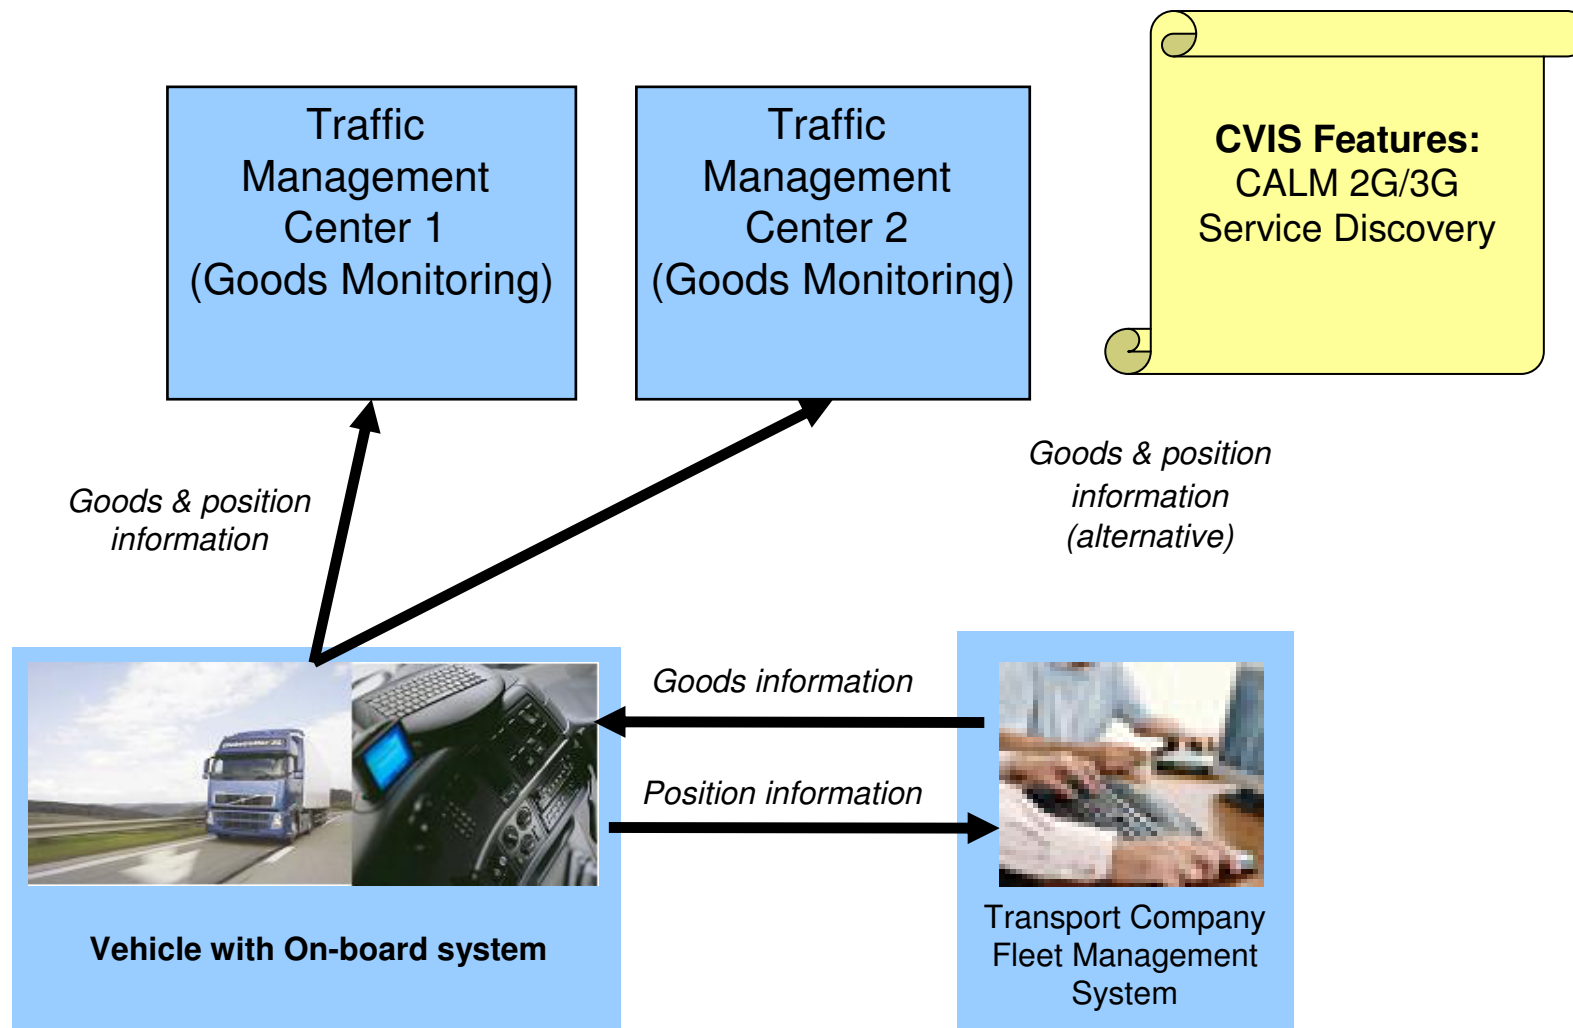 Traffic
Management
Center 1
(Goods Monitoring)
Traffic
Management
Center 2
(Goods Monitoring)
CVIS Features:
CALM 2G/3G
Service Discovery
Goods & position
information
Goods & position
information
(alternative)
Goods information
Position information
Vehicle with On-board system
Transport Company
Fleet Management
System